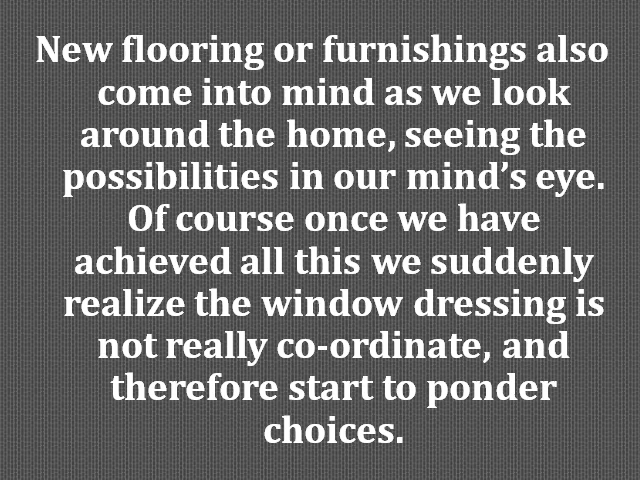 New flooring or furnishings also
come into mind as we look
around the home, seeing the
possibilities in our mind’s eye.
Of course once we have
achieved all this we suddenly
realize the window dressing is
not really co-ordinate, and
therefore start to ponder
choices.